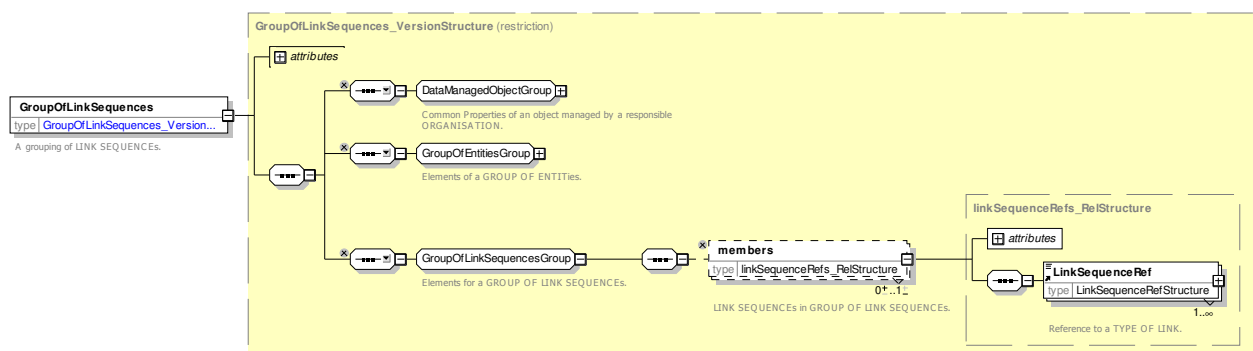 GroupOfLinkSequences_VersionStructure (restriction)
attributes
DataManagedObjectGroup
Common Properties of an object managed by a responsible
ORGANISATION.
GroupOfLinkSequences
type GroupOfLinkSequences_Version...
A grouping of LINK SEQUENCEs.
GroupOfEntitiesGroup
Elements of a GROUP OF ENTITies.
GroupOfLinkSequencesGroup
Elements for a GROUP OF LINK SEQUENCEs.
members
type linkSequenceRefs_RelStructure
0..1
LINK SEQUENCEs in GROUP OF LINK SEQUENCEs.
linkSequenceRefs_RelStructure
attributes
LinkSequenceRef
type LinkSequenceRefStructure
1..∞
Reference to a TYPE OF LINK.